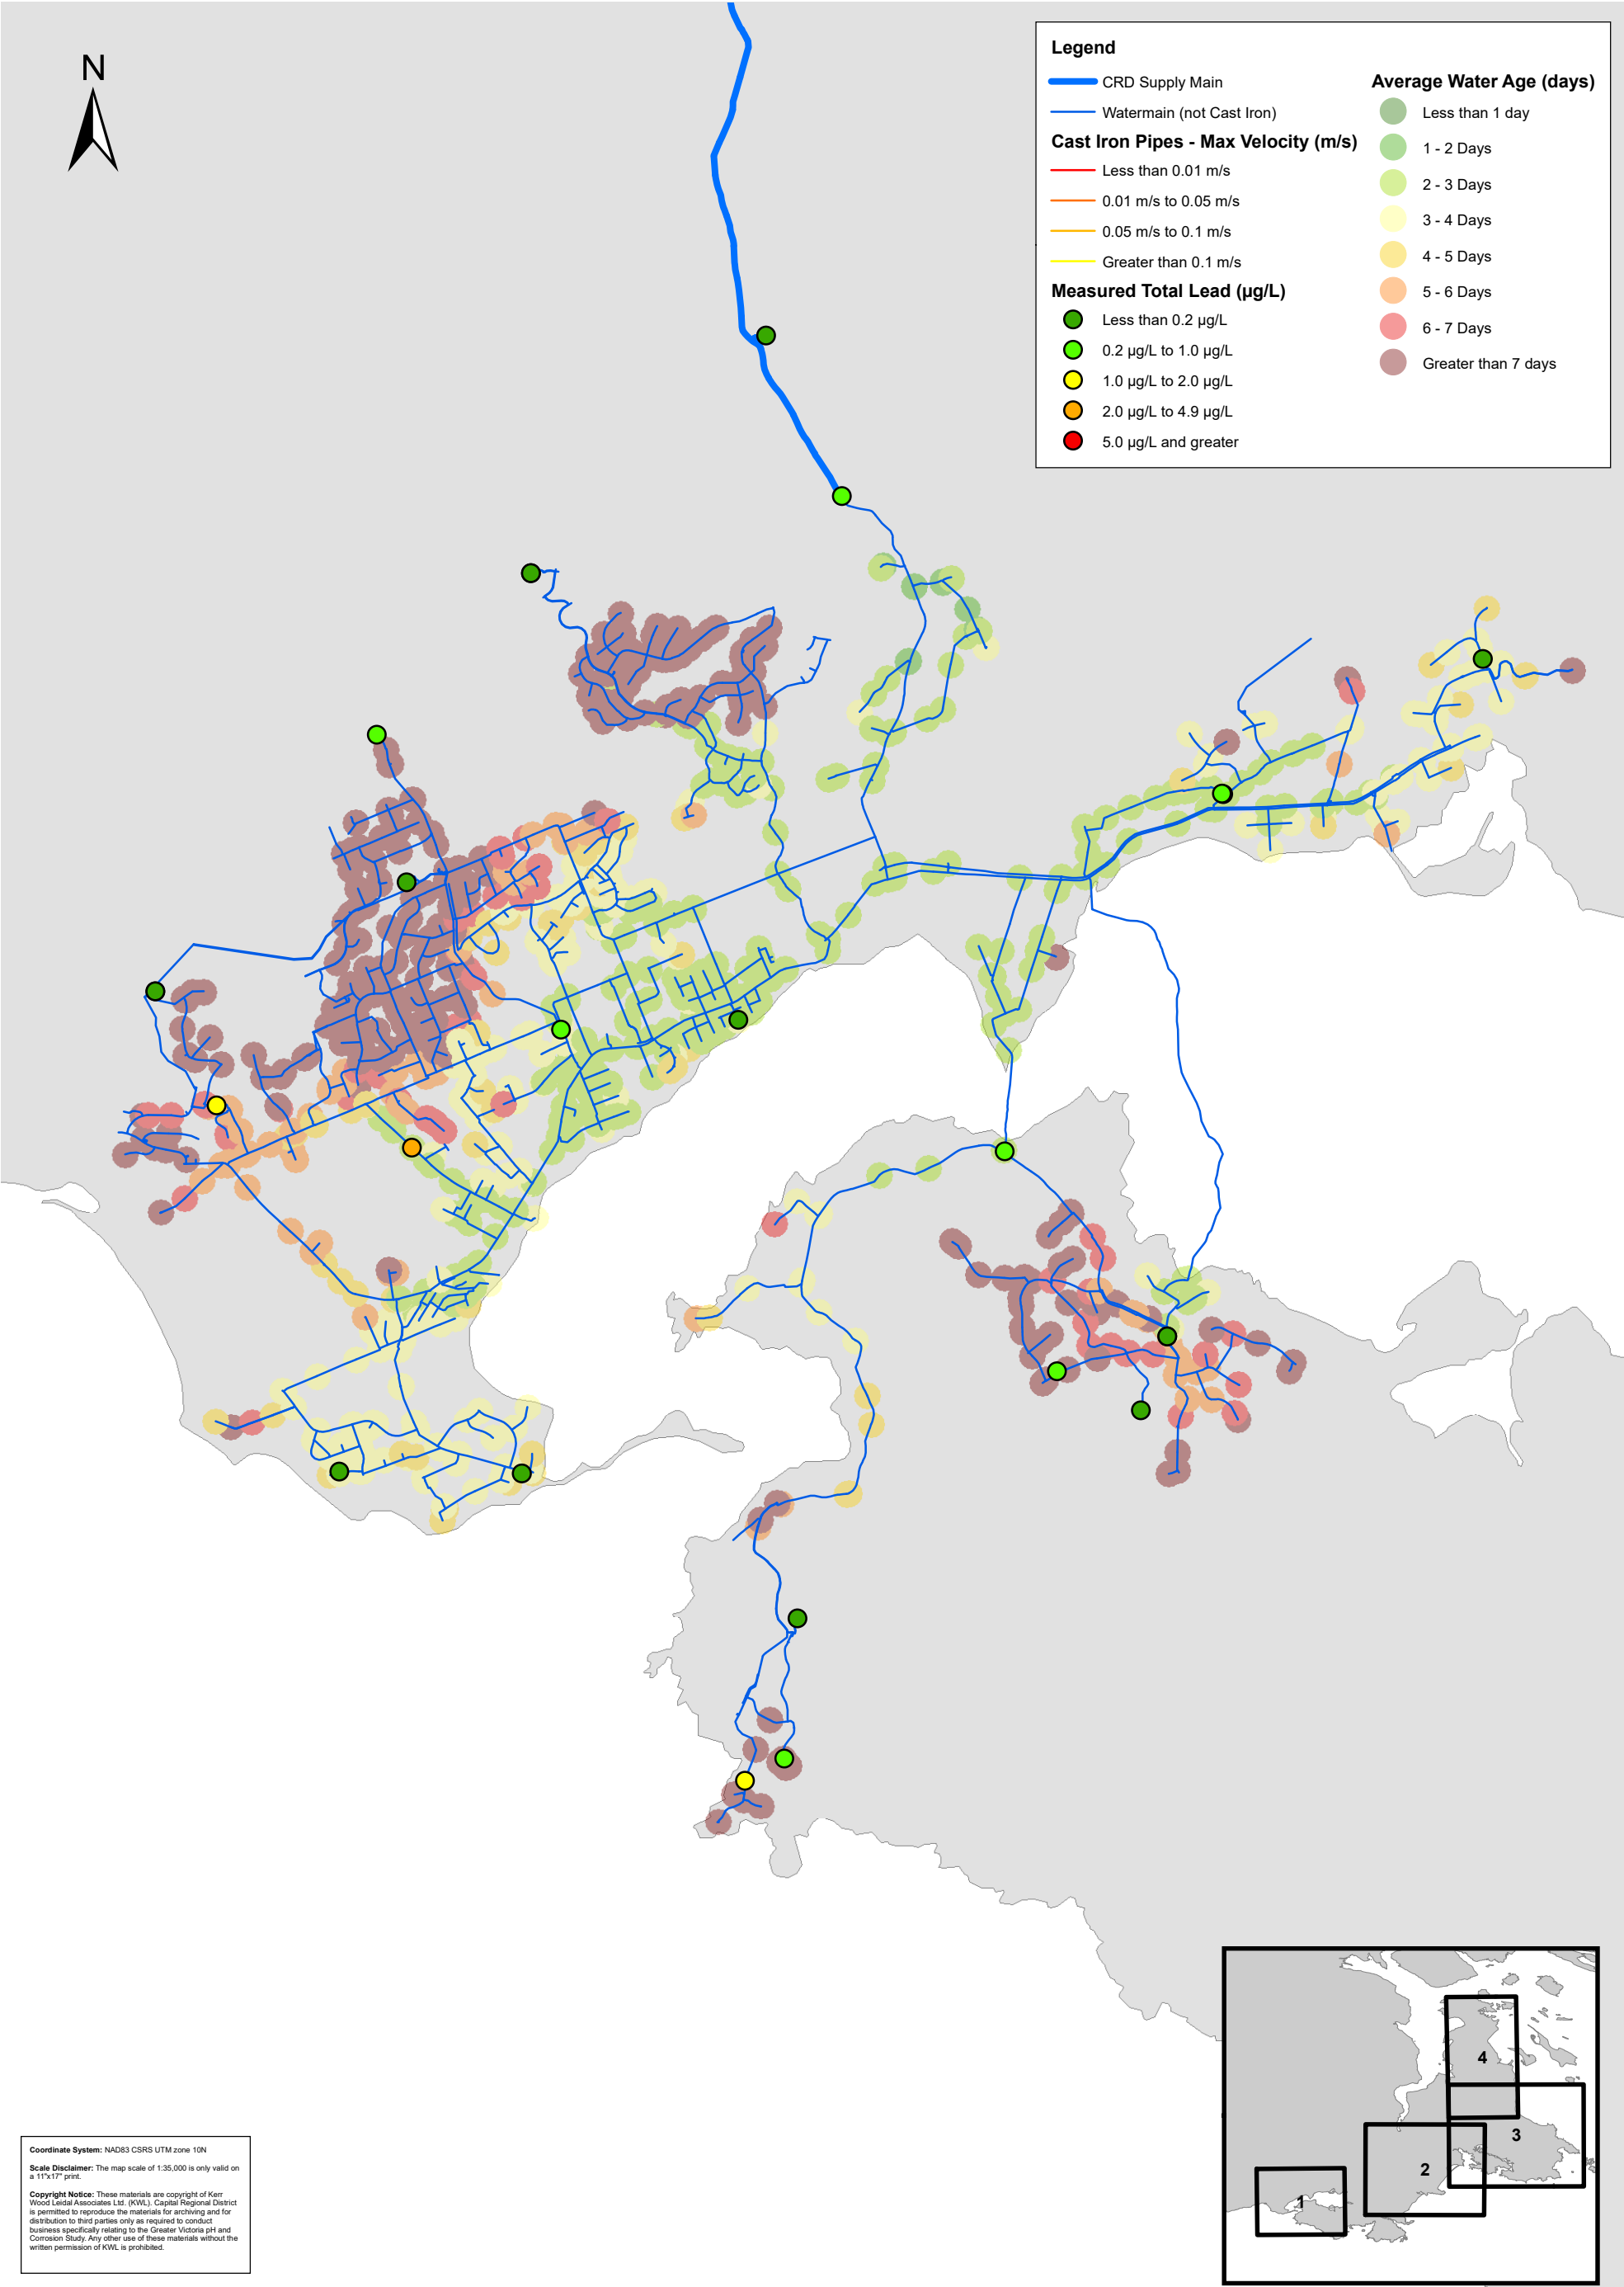 N
Legend
CRD Supply Main
Watermain (not Cast Iron)
Cast Iron Pipes - Max Velocity (m/s)
Less than 0.01 m/s
0.01 m/s to 0.05 m/s
0.05 m/s to 0.1 m/s
Greater than 0.1 m/s
Measured Total Lead (µg/L)
Less than 0.2 µg/L
0.2 µg/L to 1.0 µg/L
1.0 µg/L to 2.0 µg/L
2.0 µg/L to 4.9 µg/L
5.0 µg/L and greater
Average Water Age (days)
Less than 1 day
1 - 2 Days
2 - 3 Days
3 - 4 Days
4 - 5 Days
5 - 6 Days
6 - 7 Days
Greater than 7 days
4
3
2
1
Coordinate System: NAD83 CSRS UTM zone 10N
Scale Disclaimer: The map scale of 1:35,000 is only valid on
a 11"x17" print.
Copyright Notice: These materials are copyright of Kerr
Wood Leidal Associates Ltd. (KWL). Capital Regional District
is permitted to reproduce the materials for archiving and for
distribution to third parties only as required to conduct
business specifically relating to the Greater Victoria pH and
Corrosion Study. Any other use of these materials without the
written permission of KWL is prohibited.